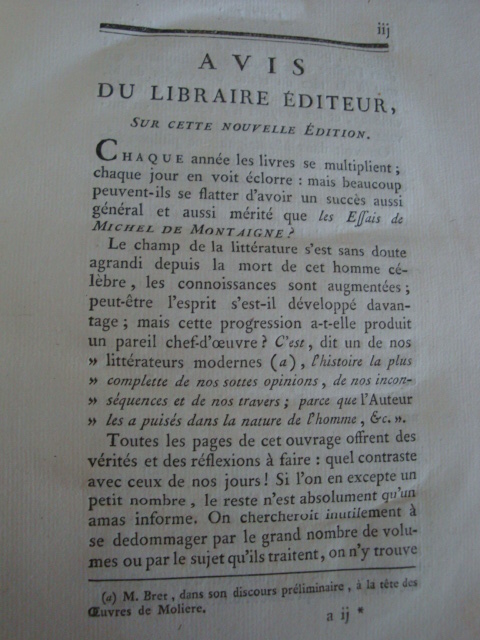 iij
AVIS
DU LIBRAIRE ÉDITEUR,
SUR CETTE NOUVELLE ÉDITION.
CHAQUE année les livres se multiplient ;
chaque jour en voit éclorre : mais beaucoup
peuvent-ils se flatter d'avoir un succès aussi
général et aussi mérité que les Essais de
MICHEL DE MONTAIGNE ?
Le champ de la littérature s'est sans doute
agrandi depuis la mort de cet homme cé-
lèbre, les connoissances sont augmentées ;
peut-être l'esprit s'est-il développé davan-
tage ; mais cette progression a-t-elle produit
un pareil chef-d'œuvre ? C'est, dit un de nos
» littérateurs modernes (a), l'histoire la plus
» complette de nos sottes opinions, de nos incon-
» séquences et de nos travers ; parce que l'Auteur
» les a puisés dans la nature de l'homme, &c. ».
Toutes les pages de cet ouvrage offrent des
vérités et des réflexions à faire : quel contraste
avec ceux de nos jours ! Si l'on en excepte un
petit nombre, le reste n'est absolument qu'un
amas informe. On chercheroit inutilement à
se dedommager par le grand nombre de volu-
mes ou par le sujet qu'ils traitent, on n'y trouve
(a) M. Bret, dans son discours préliminaire, à la tête des
Œuvres de Moliere.
a ij *